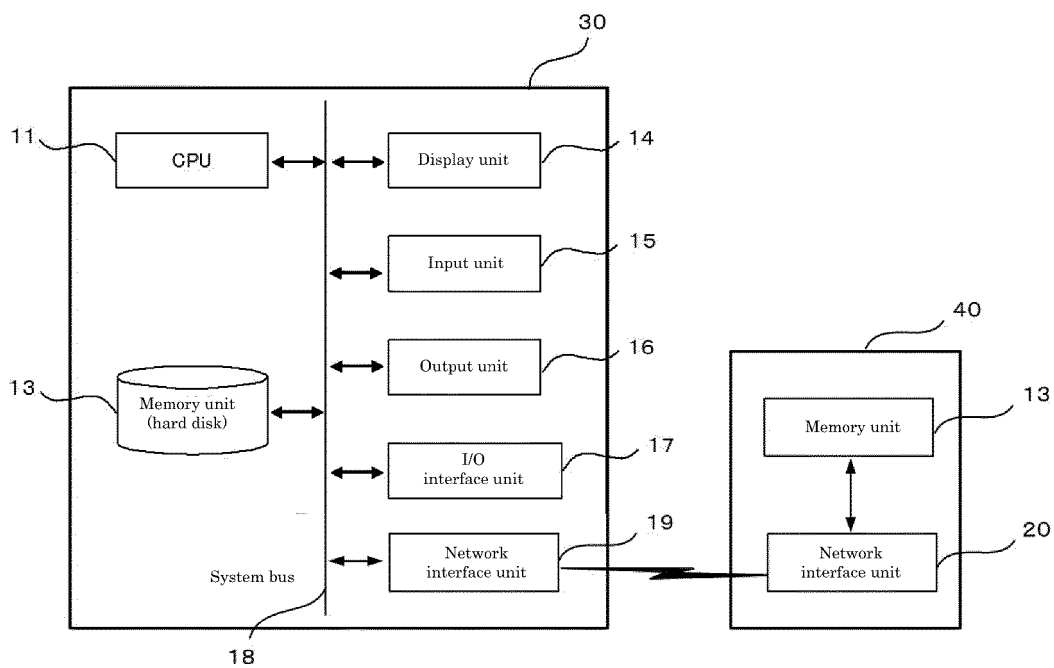 30
11
CPU
Display unit
14
Input unit
15
40
Output unit
16
13
Memory unit
(hard disk)
Memory unit
13
I/O
interface unit
17
Network
interface unit
19
System bus
18
Network
interface unit
20